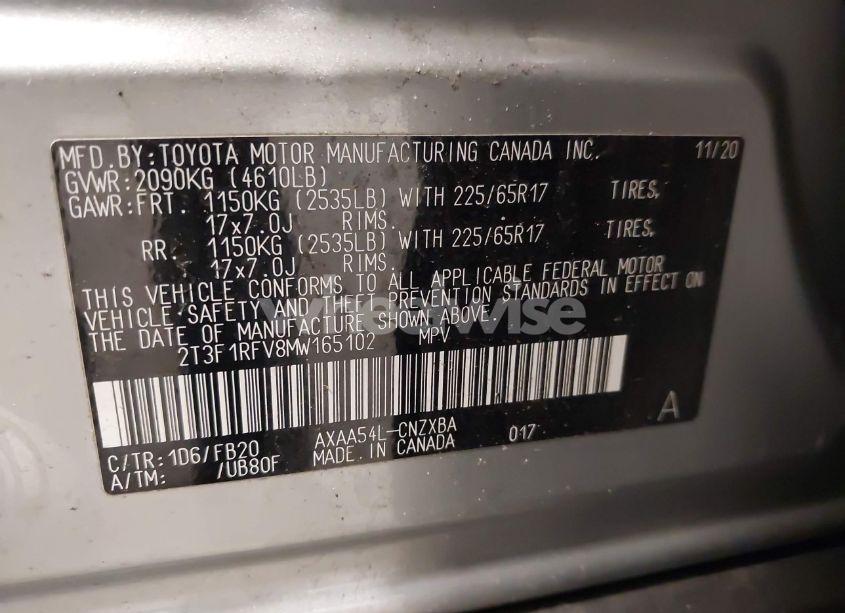 MFD.BY:TOYOTA MOTOR MANUFACTURING CANADA INC. 11/20
GVWR:2090KG (4610LB)
GAWR:FRT. 1150KG (2535LB) WITH 225/65R17 TIRES,
17x7.0J RIMS.
RR. 1150KG (2535LB) WITH 225/65R17 TIRES,
17x7.0J RIMS.
THIS VEHICLE CONFORMS TO ALL APPLICABLE FEDERAL MOTOR
VEHICLE SAFETY AND THEFT PREVENTION STANDARDS IN EFFECT ON
THE DATE OF MANUFACTURE SHOWN ABOVE.
2T3F1RFV8MW165102 MPV
A
C/TR:1D6/FB20 AXAA54L-CNZXBA 017
A/TM: /UB80F MADE IN CANADA